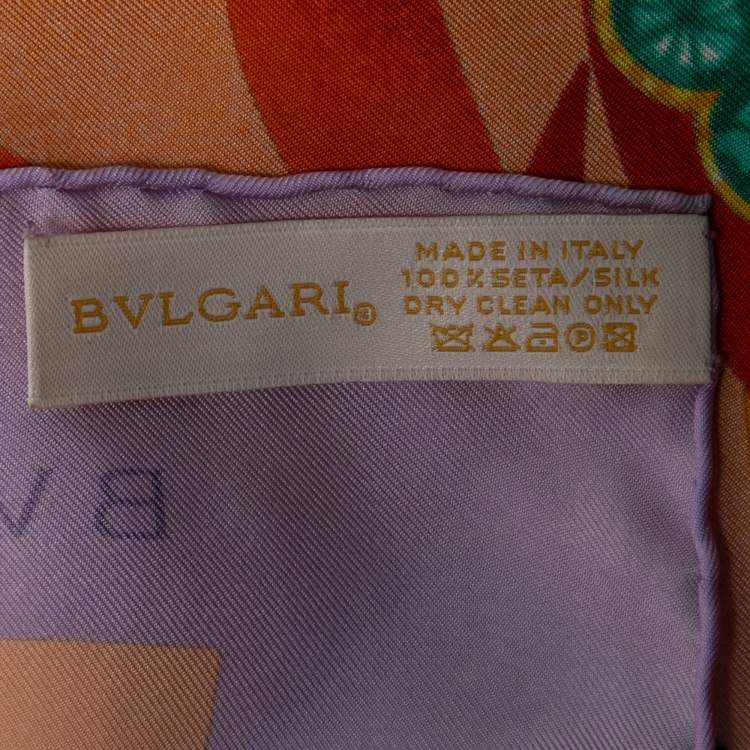 BVLGARI®
MADE IN ITALY
100% SETA/SILK
DRY CLEAN ONLY
P
BV